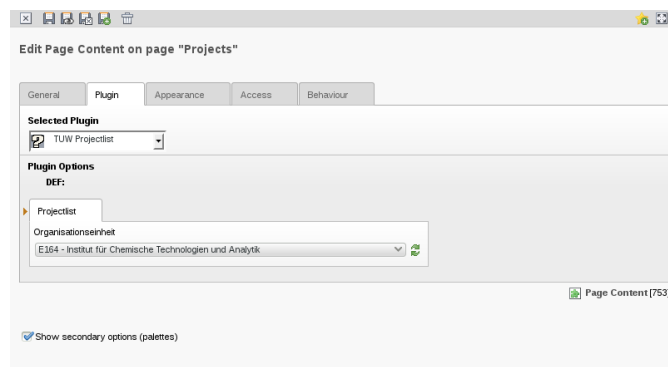 Edit Page Content on page "Projects"
General Plugin Appearance Access Behaviour
Selected Plugin
TUW Projectlist
Plugin Options
DEF:
Projectlist
Organisationseinheit
E164 - Institut für Chemische Technologien und Analytik
Page Content [753]
Show secondary options (palettes)